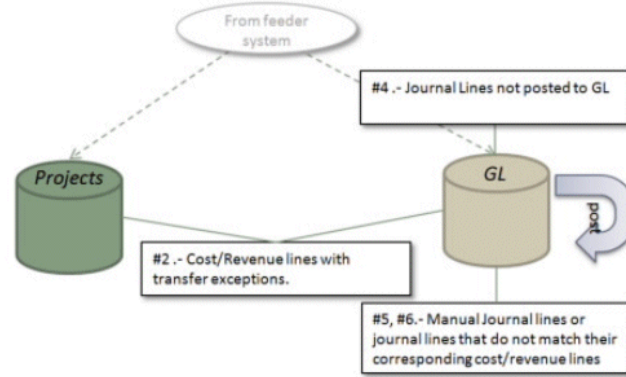 From feeder
system
#4 .- Journal Lines not posted to GL
Projects
GL
post
#2 .- Cost/Revenue lines with
transfer exceptions.
#5, #6.- Manual Journal lines or
journal lines that do not match their
corresponding cost/revenue lines